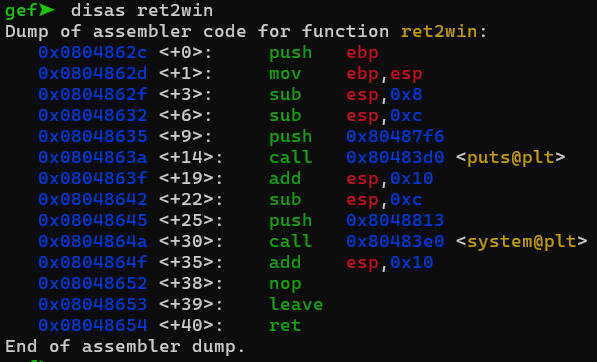 gef➤ disas ret2win
Dump of assembler code for function ret2win:
0x0804862c <+0>: push ebp
0x0804862d <+1>: mov ebp,esp
0x0804862f <+3>: sub esp,0x8
0x08048632 <+6>: sub esp,0xc
0x08048635 <+9>: push 0x80487f6
0x0804863a <+14>: call 0x80483d0 <puts@plt>
0x0804863f <+19>: add esp,0x10
0x08048642 <+22>: sub esp,0xc
0x08048645 <+25>: push 0x8048813
0x0804864a <+30>: call 0x80483e0 <system@plt>
0x0804864f <+35>: add esp,0x10
0x08048652 <+38>: nop
0x08048653 <+39>: leave
0x08048654 <+40>: ret
End of assembler dump.